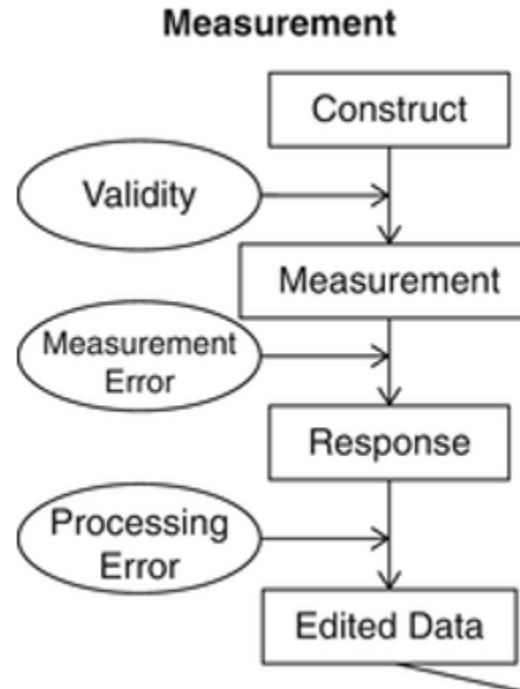 Measurement
Construct
Validity
Measurement
Measurement
Error
Response
Processing
Error
Edited Data